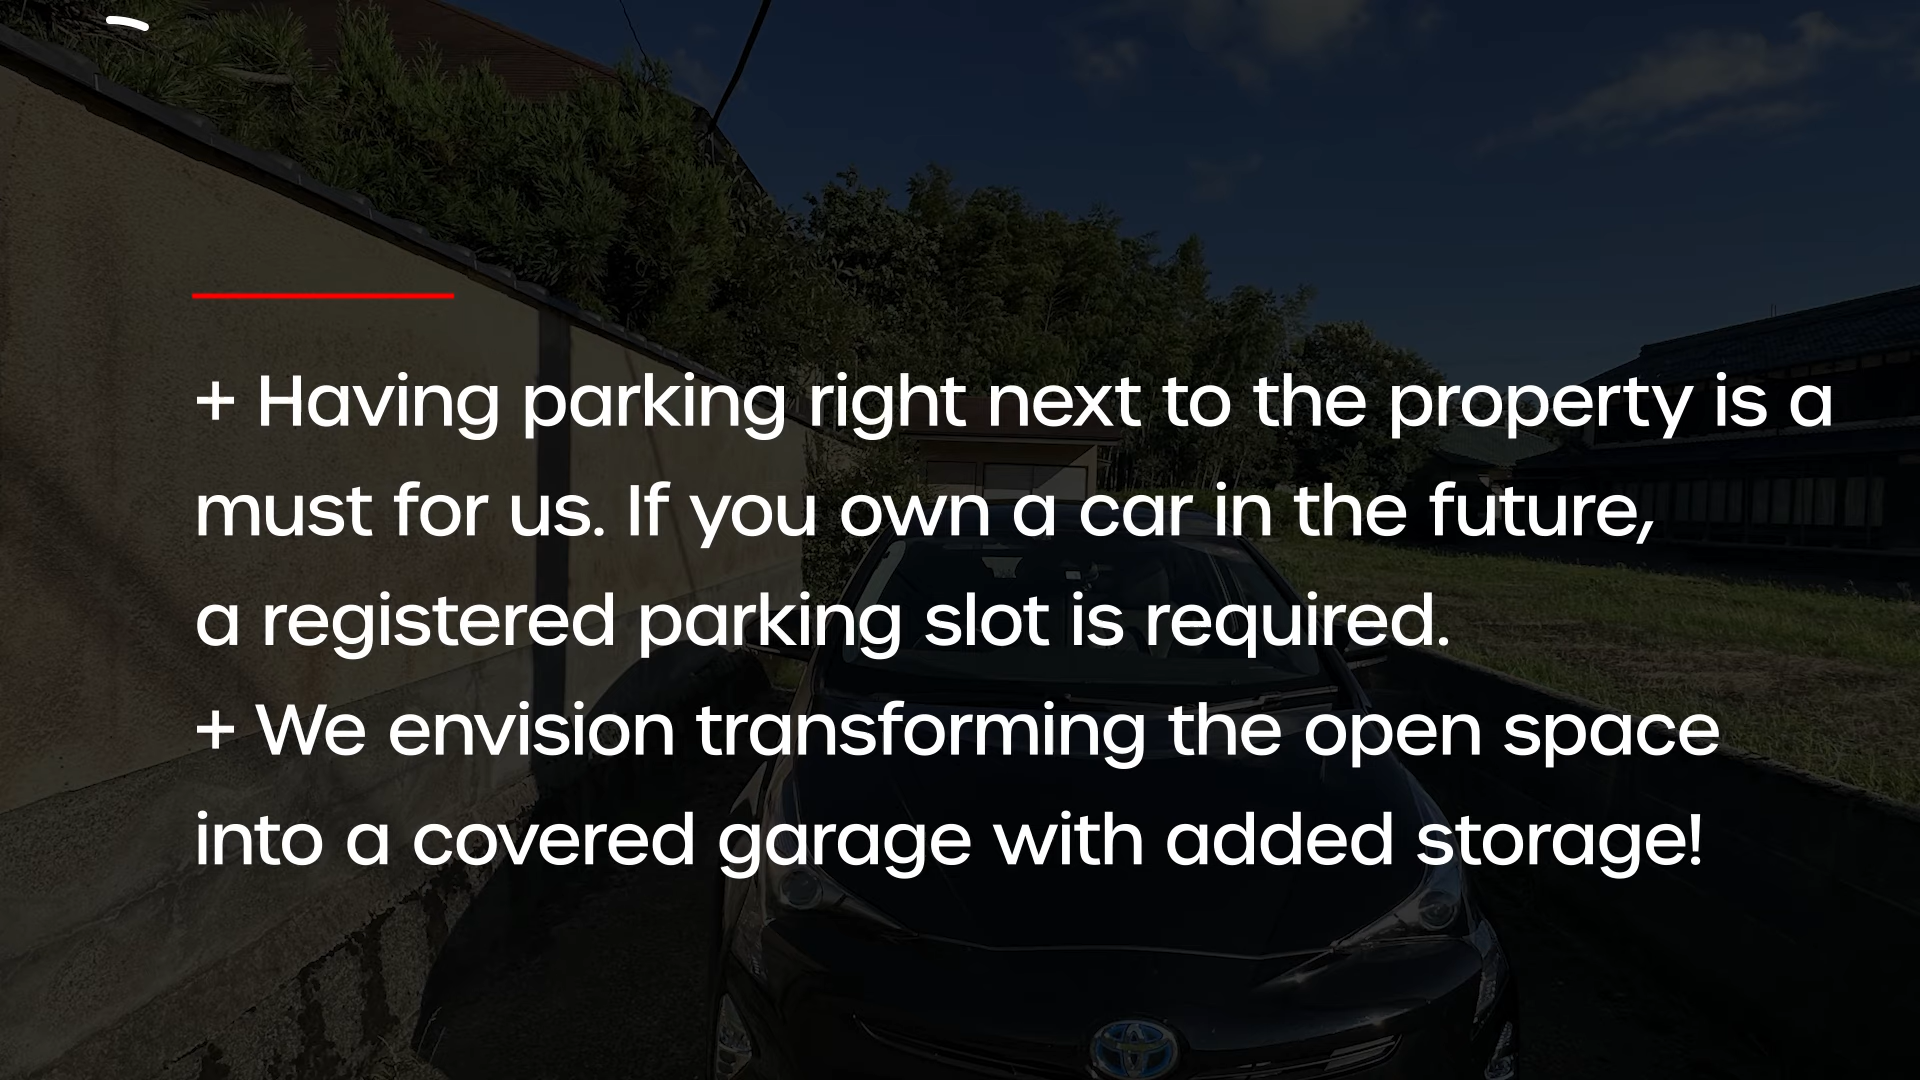 + Having parking right next to the property is a
must for us. If you own a car in the future,
a registered parking slot is required.
+ We envision transforming the open space
into a covered garage with added storage!